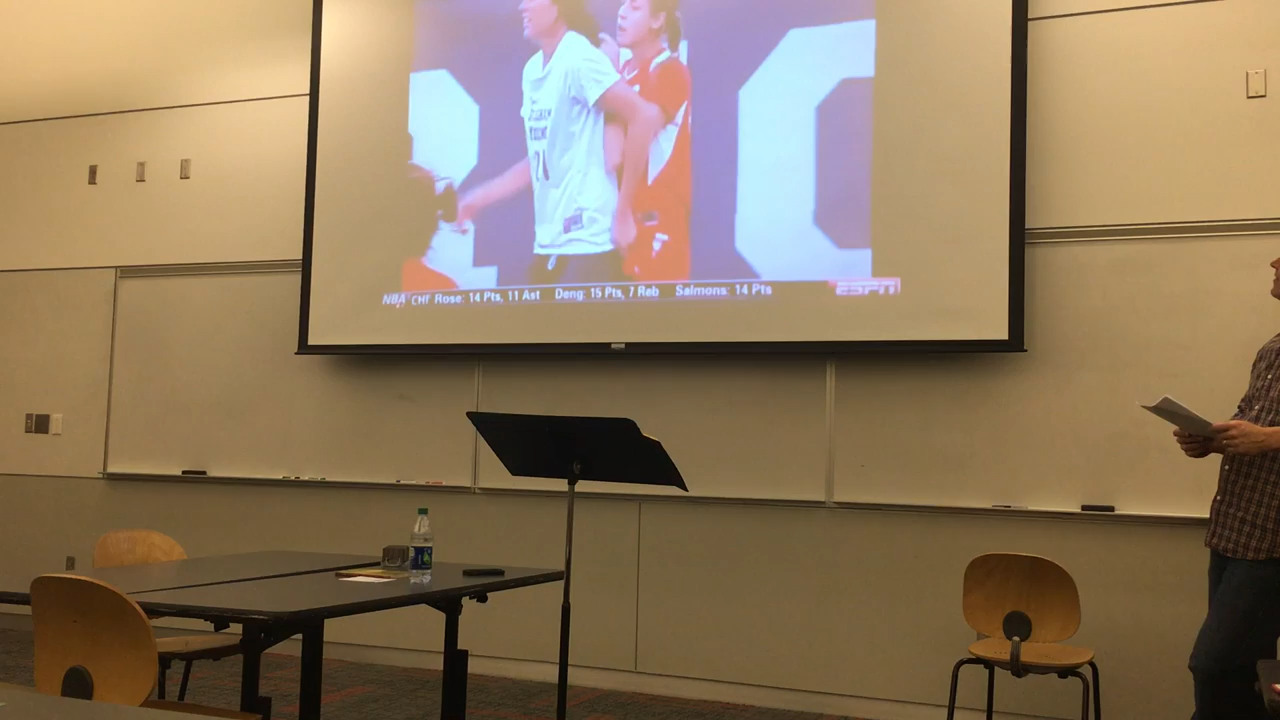 NBA CHI Rose: 14 Pts, 11 Ast Deng: 15 Pts, 7 Reb Salmons: 14 Pts ESPN